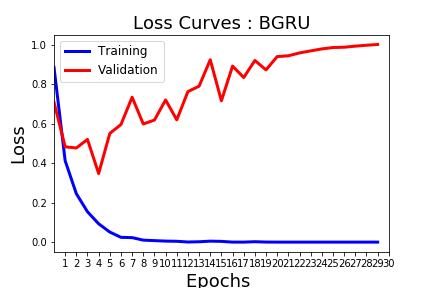 Loss Curves : BGRU
Training
Validation
1.0
0.8
0.6
0.4
0.2
0.0
Loss
1 2 3 4 5 6 7 8 9 10 11 12 13 14 15 16 17 18 19 20 21 22 23 24 25 26 27 28 29 30
Epochs